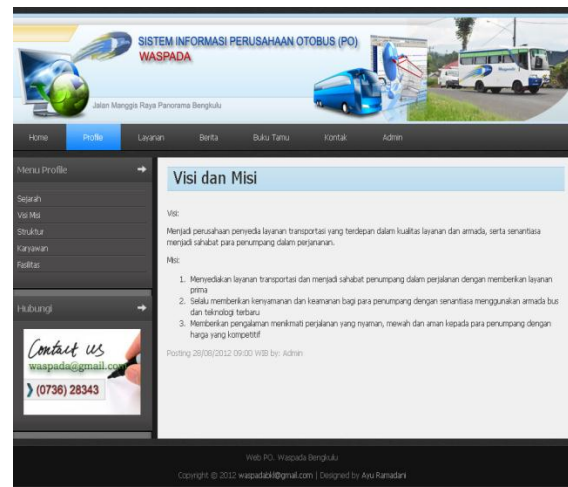 SISTEM INFORMASI PERUSAHAAN OTOBUS (PO)
WASPADA
Jalan Manggis Raya Panorama Bengkulu
Home Profile Layanan Berita Buku Tamu Kontak Admin
Menu Profile
Sejarah
Visi Misi
Struktur
Karyawan
Fasilitas
Hubungi
Contact us
waspada@gmail.com
(0736) 28343
Visi dan Misi
Visi:
Menjadi perusahaan penyedia layanan transportasi yang terdepan dalam kualitas layanan dan armada, serta senantiasa
menjadi sahabat para penumpang dalam perjananan.
Misi:
1. Menyediakan layanan transportasi dan menjadi sahabat penumpang dalam perjalanan dengan memberikan layanan
prima
2. Selalu memberikan kenyamanan dan keamanan bagi para penumpang dengan senantiasa menggunakan armada bus
dan teknologi terbaru
3. Memberikan pengalaman menikmati perjalanan yang nyaman, mewah dan aman kepada para penumpang dengan
harga yang kompetitif
Posting 28/08/2012 09:00 WIB by: Admin
Web PO. Waspada Bengkulu
Copyright © 2012 waspadabkl@gmail.com | Designed by Ayu Ramadani